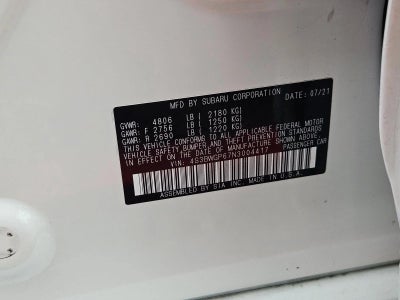 MFD BY SUBARU CORPORATION DATE: 07/21
GVWR: 4806 LB ( 2180 KG)
GAWR: F 2756 LB ( 1250 KG)
GAWR: R 2690 LB ( 1220 KG)
THIS VEHICLE CONFORMS TO ALL APPLICABLE FEDERAL MOTOR
VEHICLE SAFETY, BUMPER, AND THEFT PREVENTION STANDARDS
IN EFFECT ON THE DATE OF MANUFACTURE SHOWN ABOVE.
VIN: 4S3BWGP67N3004417 PASSENGER CAR
ASSEMBLED BY SIA INC. MADE IN U.S.A.